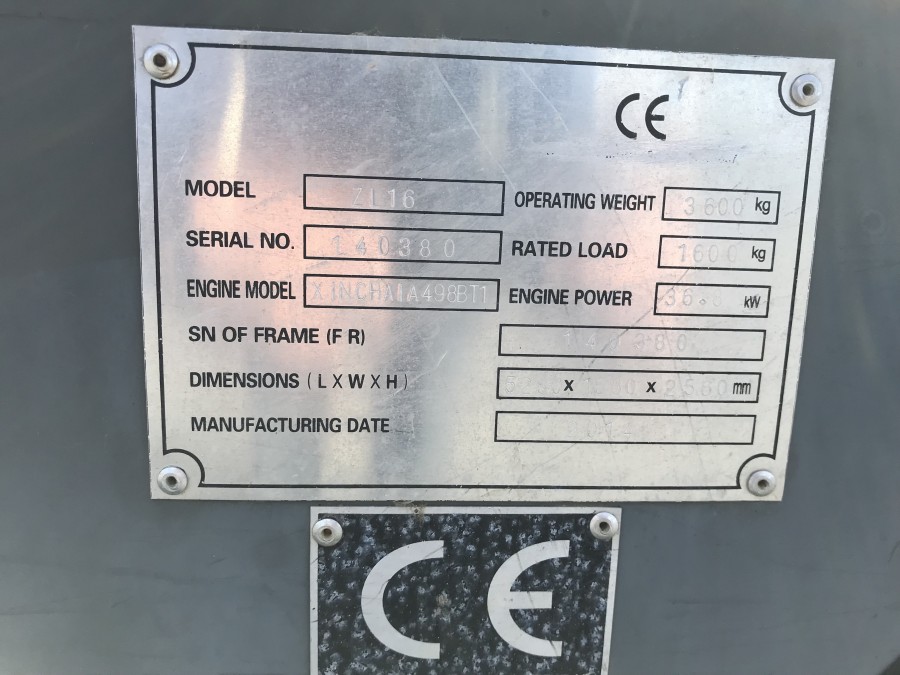 CE
MODEL ZL16 OPERATING WEIGHT 3600 kg
SERIAL NO. 140380 RATED LOAD 1600 kg
ENGINE MODEL XINCHAIA498BT1 ENGINE POWER kW
SN OF FRAME (F R)
DIMENSIONS (L X W X H) x x 2580 mm
MANUFACTURING DATE
CE